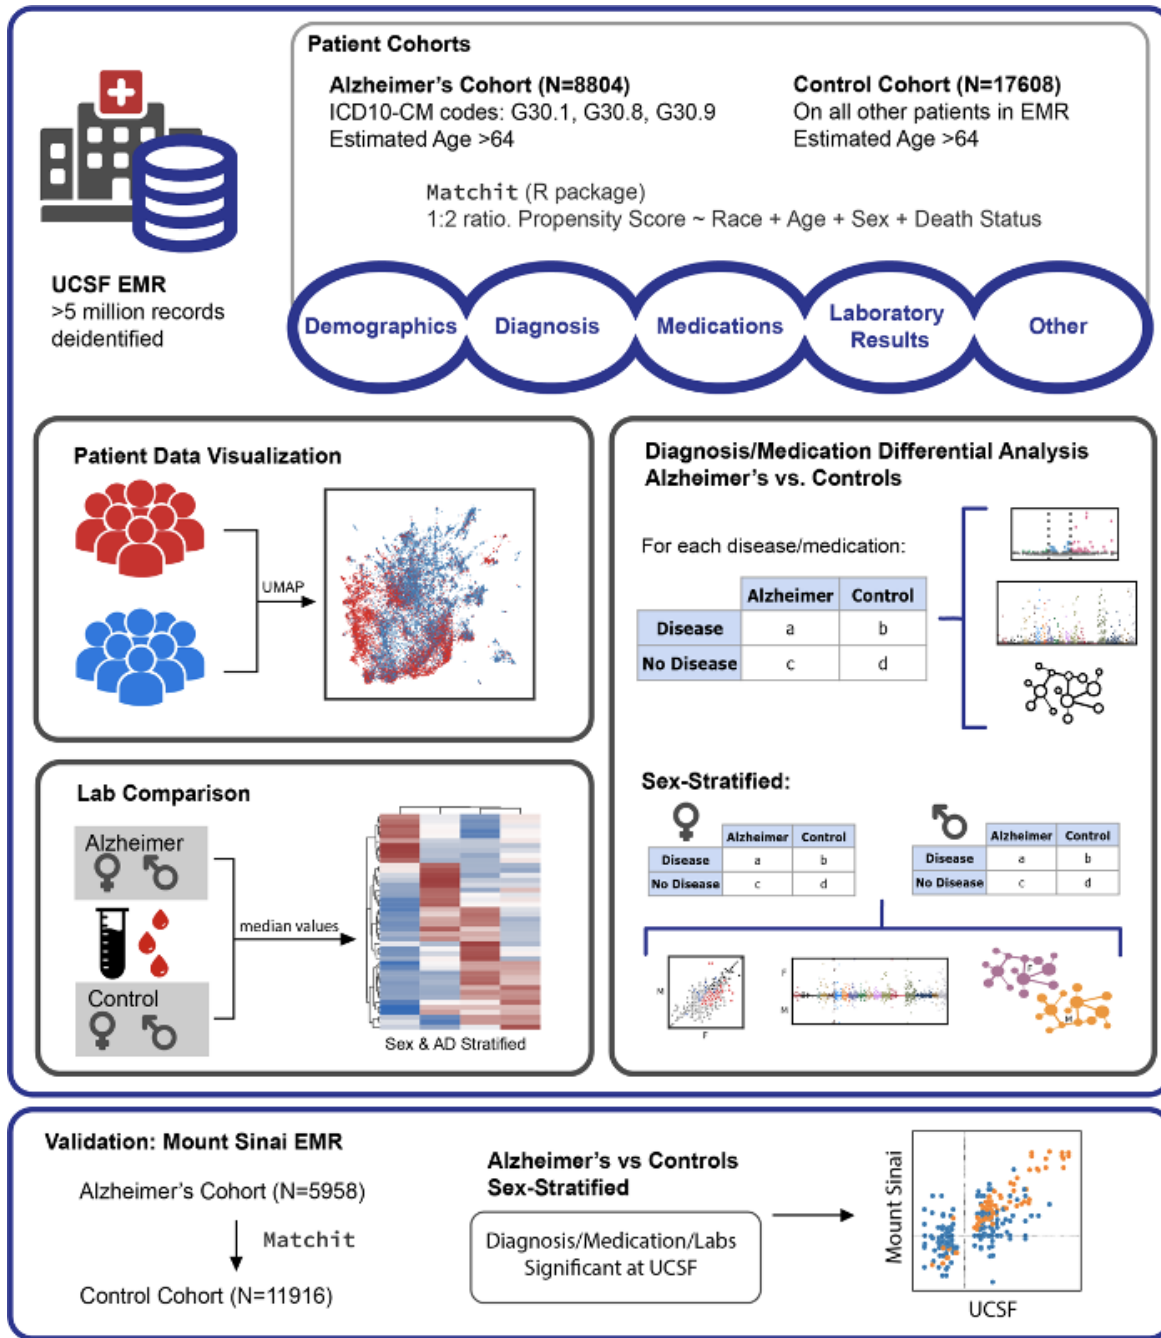 Patient Cohorts
Alzheimer's Cohort (N=8804)
ICD10-CM codes: G30.1, G30.8, G30.9
Estimated Age >64
Control Cohort (N=17608)
On all other patients in EMR
Estimated Age >64
Matchit (R package)
1:2 ratio. Propensity Score ~ Race + Age + Sex + Death Status
UCSF EMR
>5 million records
deidentified
Demographics
Diagnosis
Medications
Laboratory
Results
Other
Patient Data Visualization
UMAP
Diagnosis/Medication Differential Analysis
Alzheimer's vs. Controls
For each disease/medication:
Alzheimer Control
Disease a b
No Disease c d
Lab Comparison
Alzheimer
median values
Control
Sex & AD Stratified
Sex-Stratified:
Alzheimer Control
Disease a b
No Disease c d
Alzheimer Control
Disease a b
No Disease c d
M
F
F
M
F
M
Validation: Mount Sinai EMR
Alzheimer's Cohort (N=5958)
Matchit
Control Cohort (N=11916)
Alzheimer's vs Controls
Sex-Stratified
Diagnosis/Medication/Labs
Significant at UCSF
Mount Sinai
UCSF